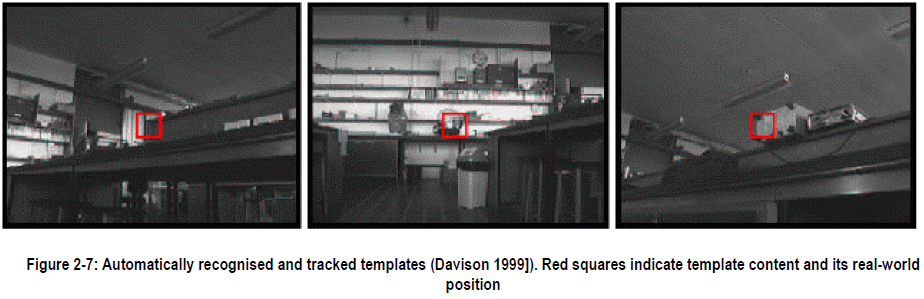 Figure 2-7: Automatically recognised and tracked templates (Davison 1999]). Red squares indicate template content and its real-world
position